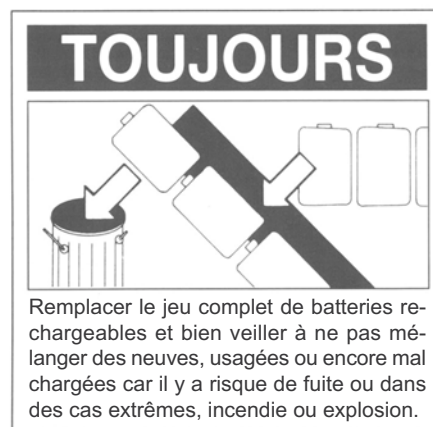 TOUJOURS
Remplacer le jeu complet de batteries re-
chargeables et bien veiller à ne pas mé-
langer des neuves, usagées ou encore mal
chargées car il y a risque de fuite ou dans
des cas extrêmes, incendie ou explosion.